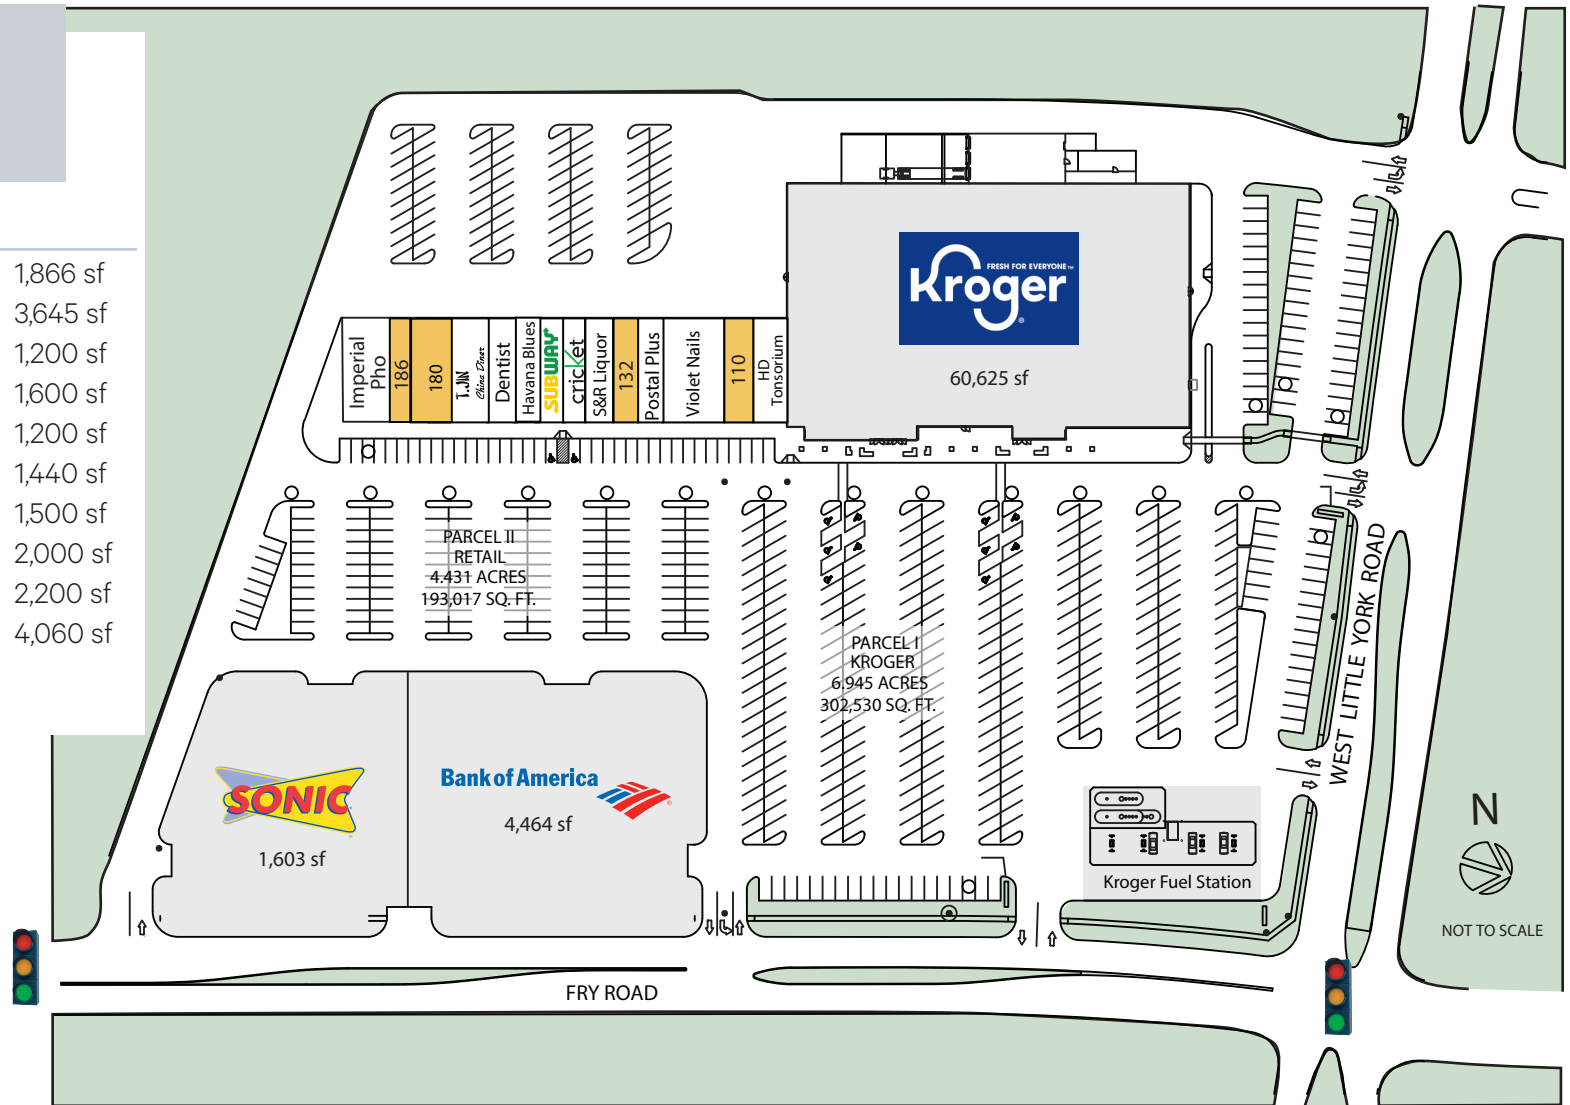 1,866 sf
3,645 sf
1,200 sf
1,600 sf
1,200 sf
1,440 sf
1,500 sf
2,000 sf
2,200 sf
4,060 sf
Kroger
FRESH FOR EVERYONE™
60,625 sf
Imperial
Pho
186
180
T.JIN
China Diner
Dentist
Havana Blues
SUBWAY
cricket
S&R Liquor
132
Postal Plus
Violet Nails
110
HD
Tonsorium
PARCEL II
RETAIL
4.431 ACRES
193,017 SQ. FT.
PARCEL I
KROGER
6.945 ACRES
302,530 SQ. FT.
WEST LITTLE YORK ROAD
SONIC
1,603 sf
Bank of America
4,464 sf
Kroger Fuel Station
N
NOT TO SCALE
FRY ROAD